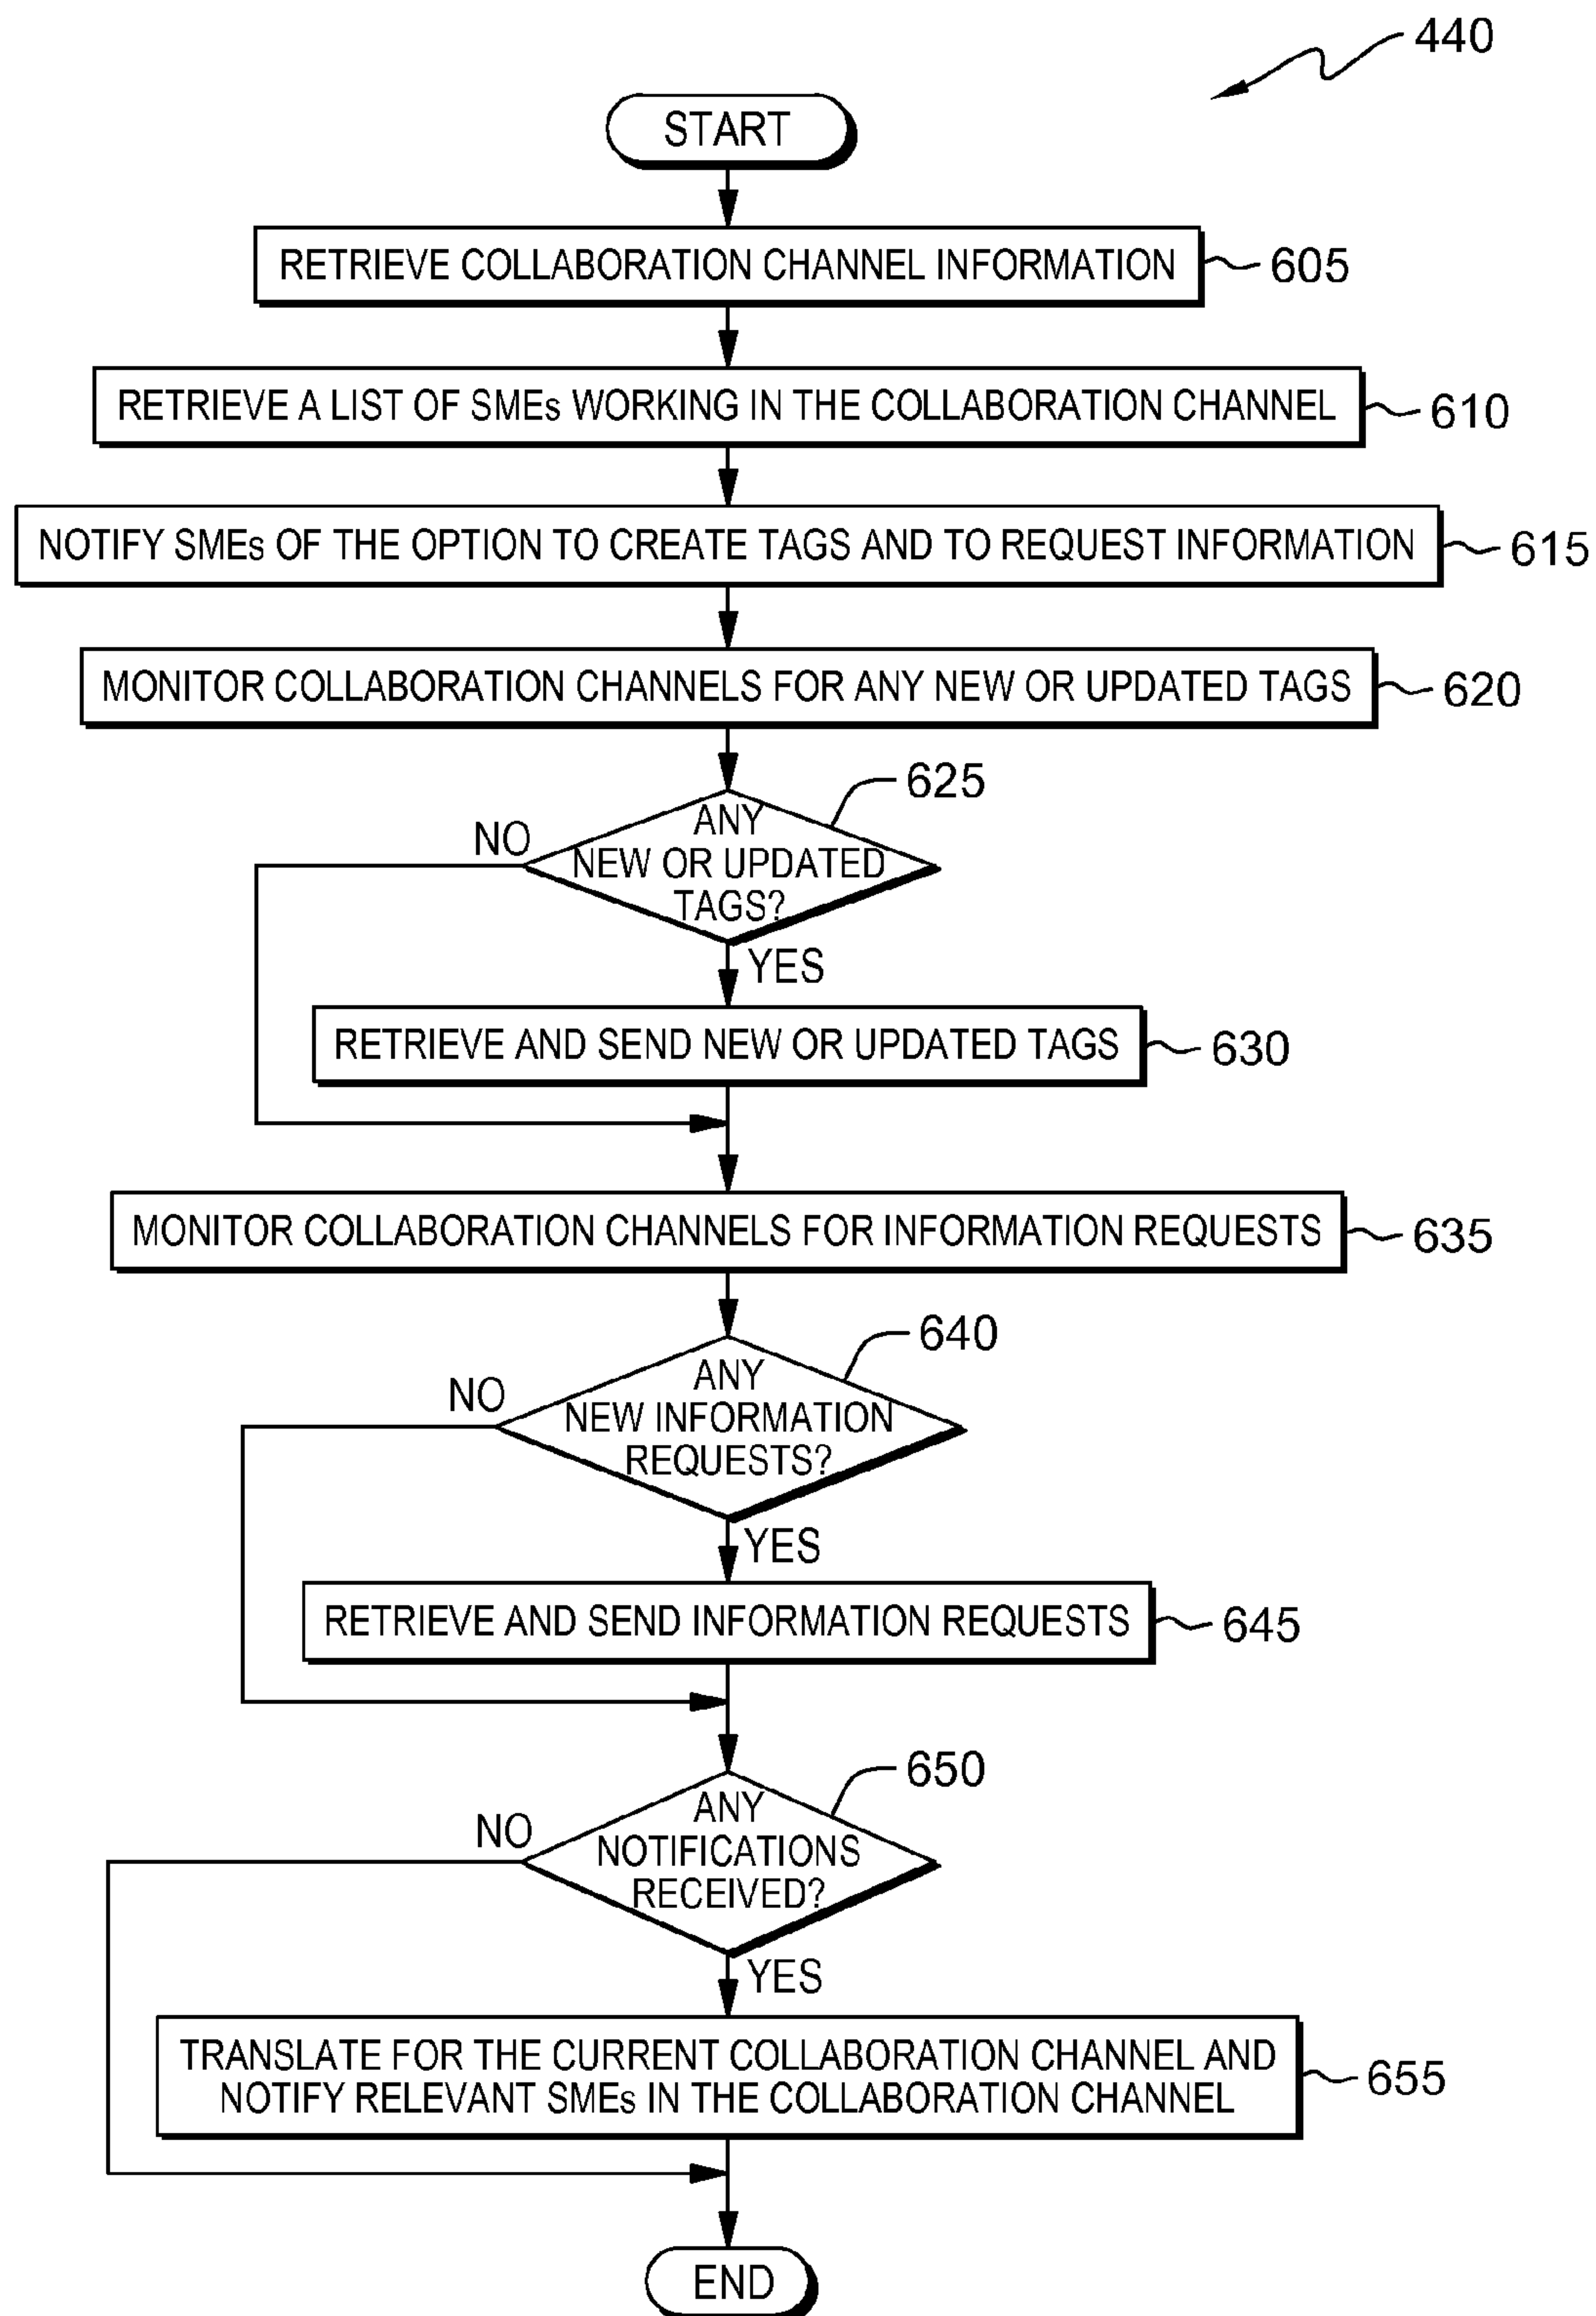 440
START
RETRIEVE COLLABORATION CHANNEL INFORMATION
605
RETRIEVE A LIST OF SMEs WORKING IN THE COLLABORATION CHANNEL
610
NOTIFY SMEs OF THE OPTION TO CREATE TAGS AND TO REQUEST INFORMATION
615
MONITOR COLLABORATION CHANNELS FOR ANY NEW OR UPDATED TAGS
620
625
ANY
NEW OR UPDATED
TAGS?
NO
YES
RETRIEVE AND SEND NEW OR UPDATED TAGS
630
MONITOR COLLABORATION CHANNELS FOR INFORMATION REQUESTS
635
640
ANY
NEW INFORMATION
REQUESTS?
NO
YES
RETRIEVE AND SEND INFORMATION REQUESTS
645
650
ANY
NOTIFICATIONS
RECEIVED?
NO
YES
TRANSLATE FOR THE CURRENT COLLABORATION CHANNEL AND
NOTIFY RELEVANT SMEs IN THE COLLABORATION CHANNEL
655
END